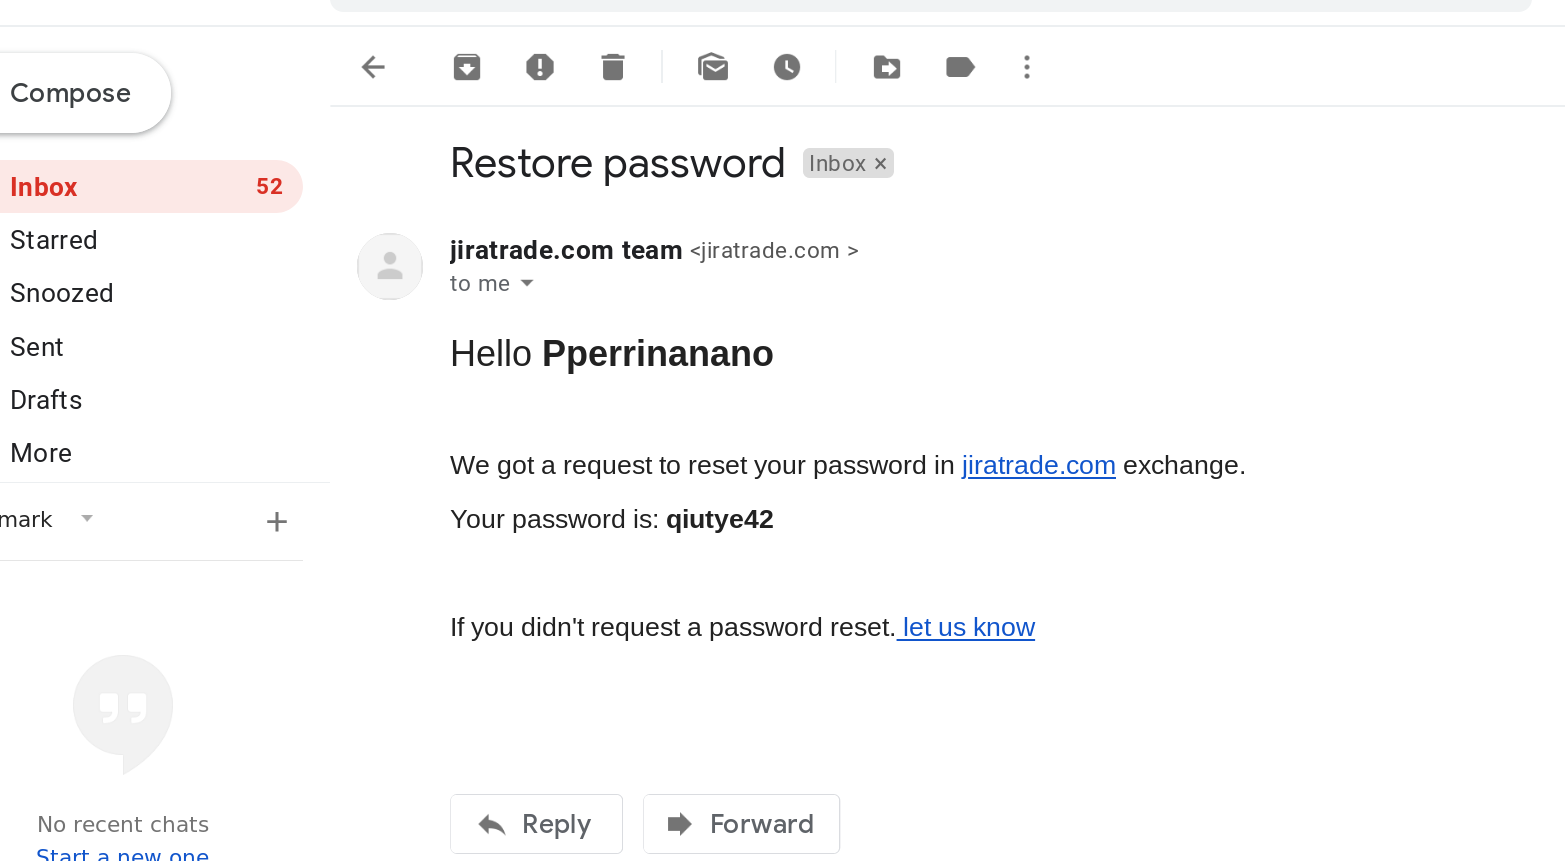 Compose
Inbox 52
Starred
Snoozed
Sent
Drafts
More
mark
No recent chats
Start a new one
Restore password Inbox ×
jiratrade.com team <jiratrade.com >
to me
Hello Pperrinanano
We got a request to reset your password in jiratrade.com exchange.
Your password is: qiutye42
If you didn't request a password reset. let us know
Reply Forward